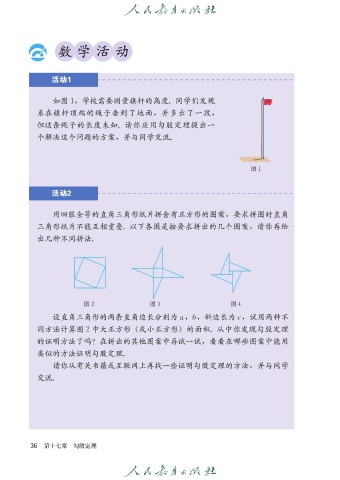 人民教育出版社
数学活动
活动1
如图 1，学校需要测量旗杆的高度. 同学们发现
系在旗杆顶端的绳子垂到了地面，并多出了一段，
但这条绳子的长度未知. 请你应用勾股定理提出一
个解决这个问题的方案，并与同学交流.
图 1
活动2
用四张全等的直角三角形纸片拼含有正方形的图案，要求拼图时直角
三角形纸片不能互相重叠. 以下各图是按要求拼出的几个图案，请你再给
出几种不同拼法.
图 2
图 3
图 4
设直角三角形的两条直角边长分别为 a，b，斜边长为 c，试用两种不
同方法计算图 2 中大正方形（或小正方形）的面积. 从中你发现勾股定理
的证明方法了吗？在拼出的其他图案中再试一试，看看在哪些图案中能用
类似的方法证明勾股定理.
请你从有关书籍或互联网上再找一些证明勾股定理的方法，并与同学
交流.
36 第十七章 勾股定理
人民教育出版社